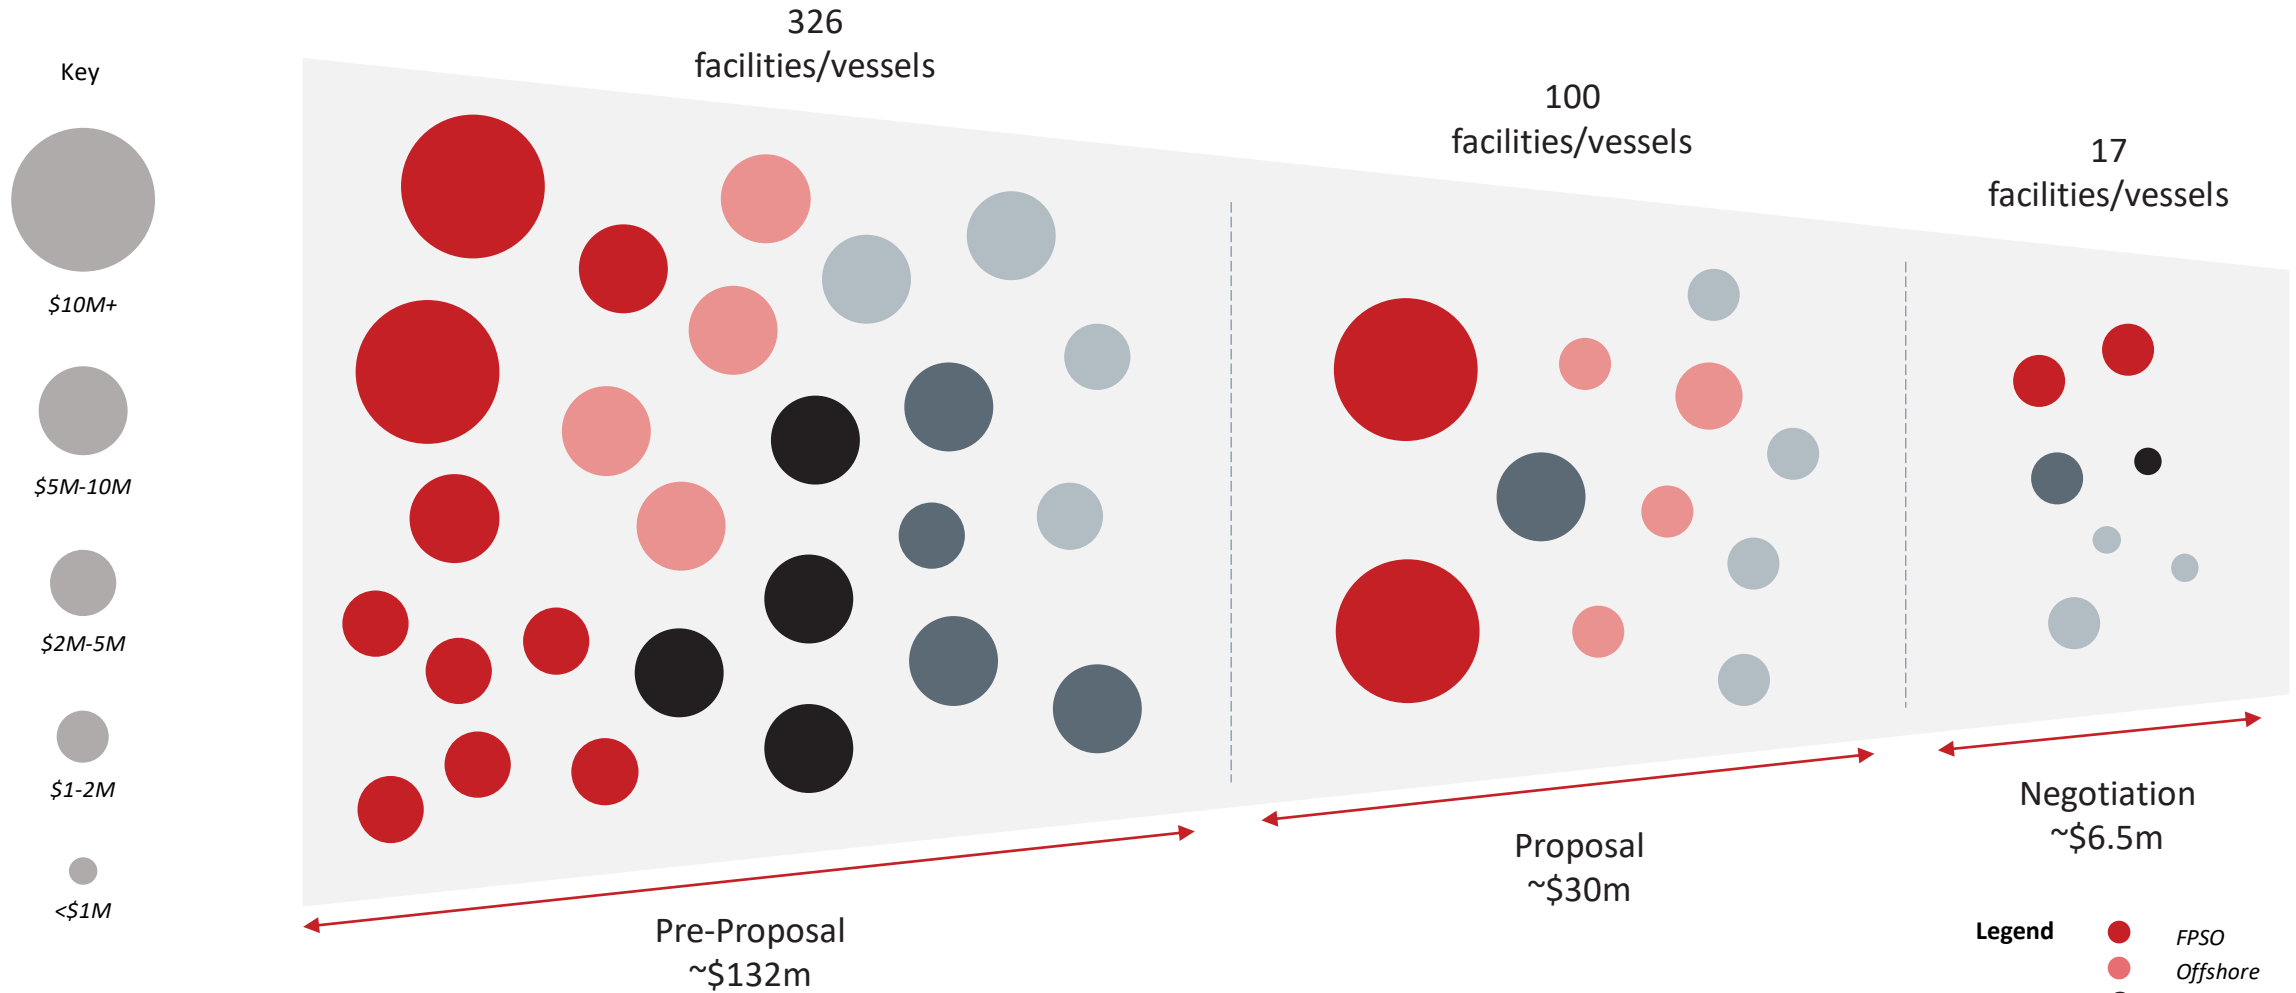 Key
$10M+
$5M-10M
$2M-5M
$1-2M
<$1M
326
facilities/vessels
100
facilities/vessels
17
facilities/vessels
Pre-Proposal
~$132m
Proposal
~$30m
Negotiation
~$6.5m
Legend
FPSO
Offshore